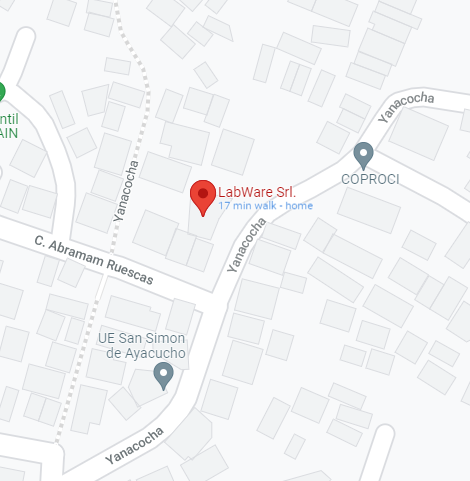 Yanacocha
ntil
AIN
COPROCI
Yanacocha
LabWare Srl.
17 min walk - home
Yanacocha
C. Abramam Ruescas
UE San Simon
de Ayacucho
Yanacocha